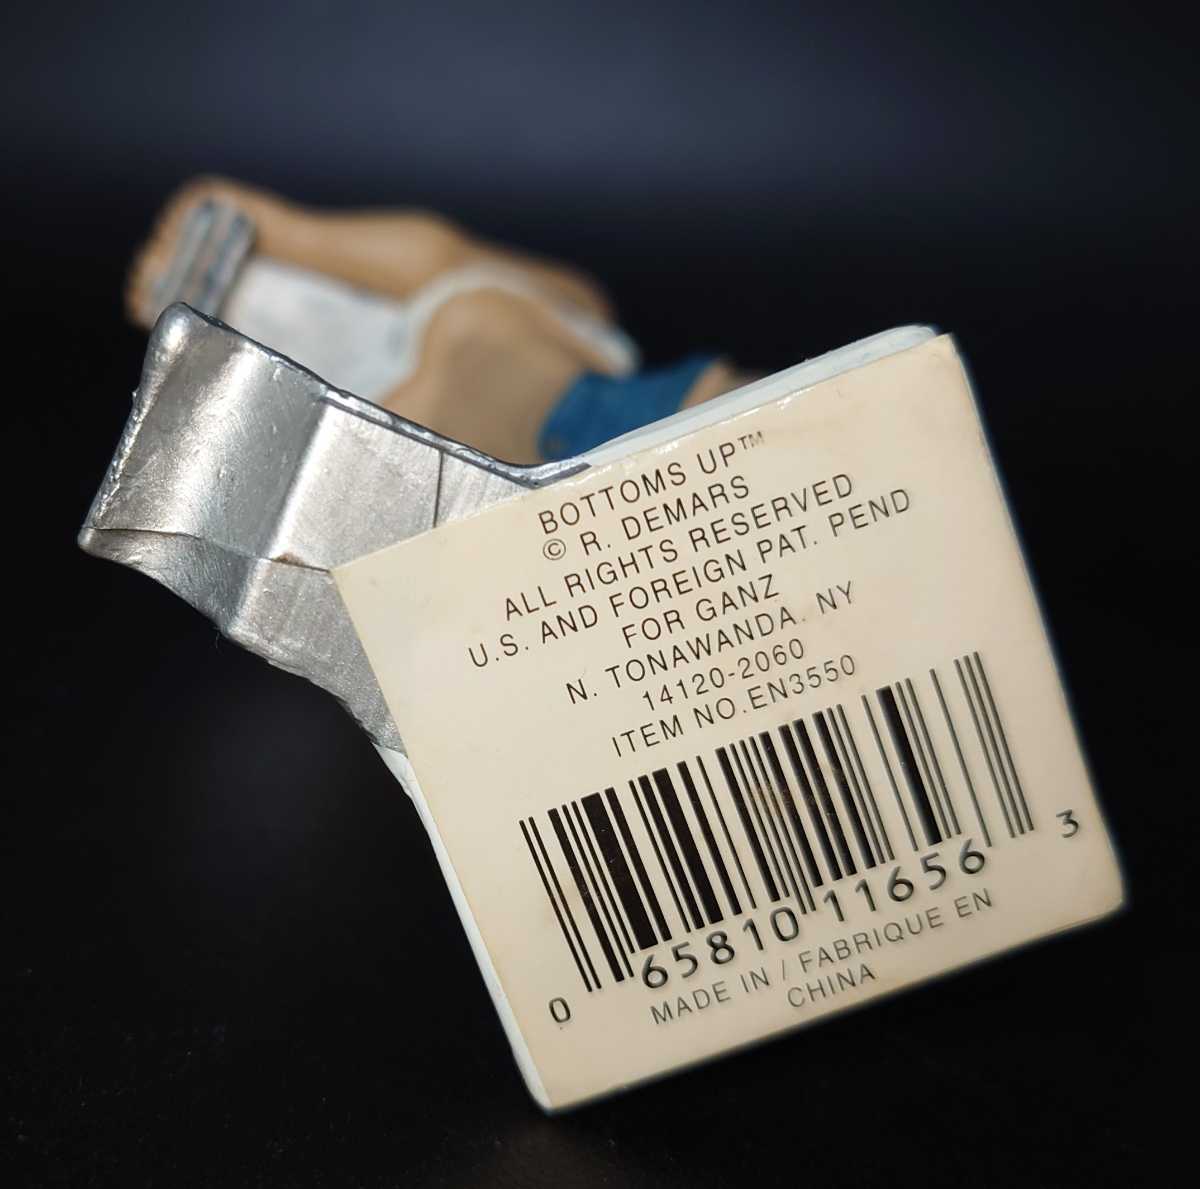 BOTTOMS UP™
© R. DEMARS
ALL RIGHTS RESERVED
U.S. AND FOREIGN PAT. PEND
FOR GANZ
N. TONAWANDA. NY
14120-2060
ITEM NO.EN3550
0 65810 11656 3
MADE IN / FABRIQUE EN
CHINA